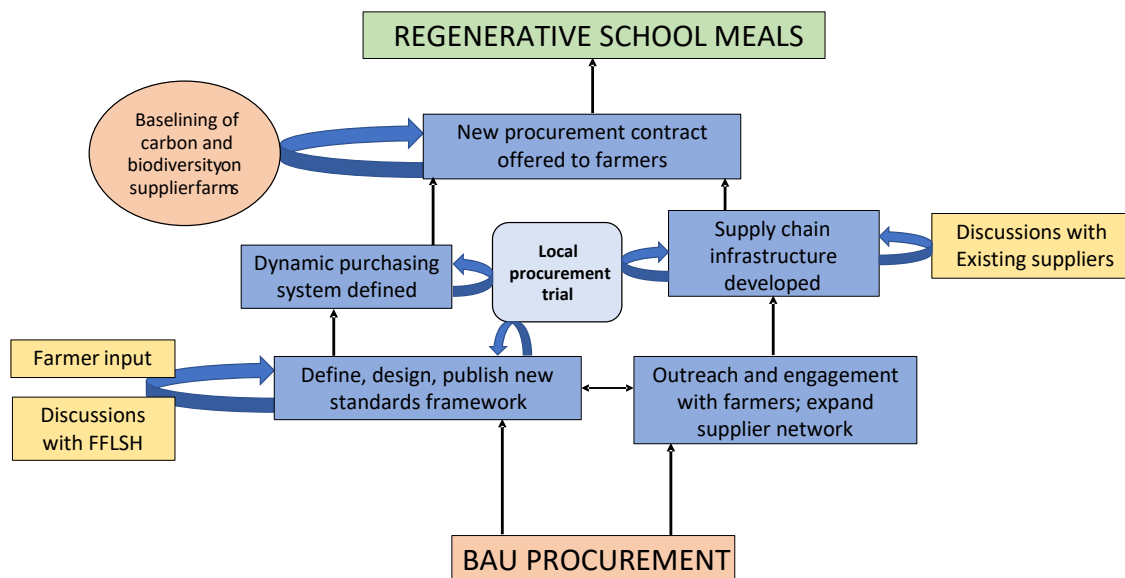 REGENERATIVE SCHOOL MEALS
Baselining of
carbon and
biodiversityon
supplierfarms
New procurement contract
offered to farmers
Dynamic purchasing
system defined
Local
procurement
trial
Supply chain
infrastructure
developed
Discussions with
Existing suppliers
Farmer input
Discussions
with FFLSH
Define, design, publish new
standards framework
Outreach and engagement
with farmers; expand
supplier network
BAU PROCUREMENT